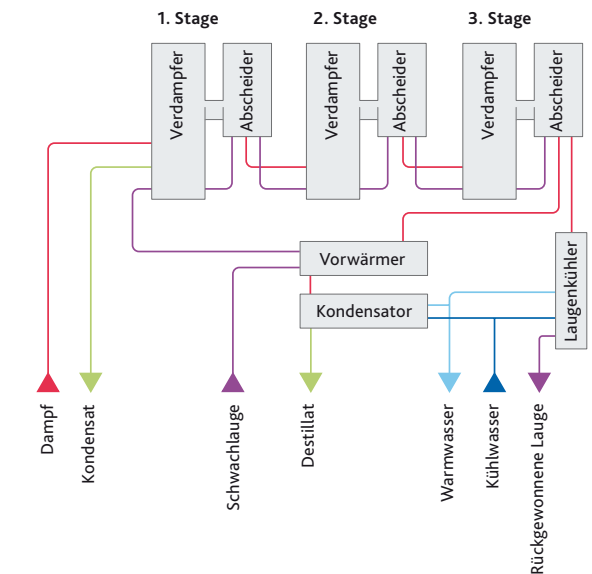 1. Stage
2. Stage
3. Stage
Verdampfer
Abscheider
Verdampfer
Abscheider
Verdampfer
Abscheider
Vorwärmer
Kondensator
Laugenkühler
Dampf
Kondensat
Schwachlauge
Destillat
Warmwasser
Kühlwasser
Rückgewonnene Lauge